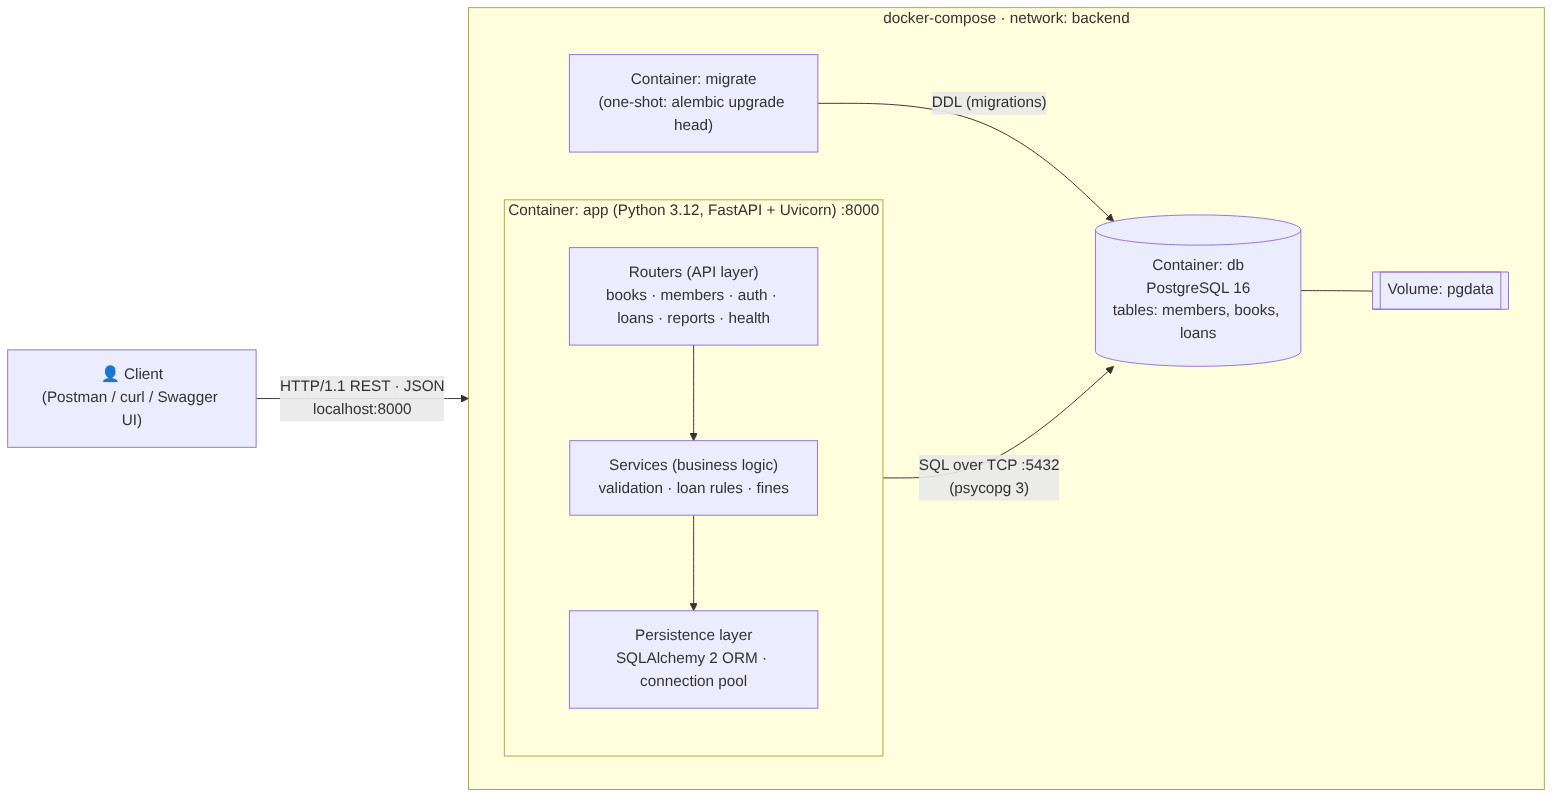 docker-compose · network: backend
Container: migrate
(one-shot: alembic upgrade
head)
DDL (migrations)
Container: app (Python 3.12, FastAPI + Uvicorn) :8000
Routers (API layer)
books · members · auth ·
loans · reports · health
Container: db
PostgreSQL 16
tables: members, books,
loans
Volume: pgdata
👤 Client
(Postman / curl / Swagger
UI)
HTTP/1.1 REST · JSON
localhost:8000
Services (business logic)
validation · loan rules · fines
SQL over TCP :5432
(psycopg 3)
Persistence layer
SQLAlchemy 2 ORM ·
connection pool